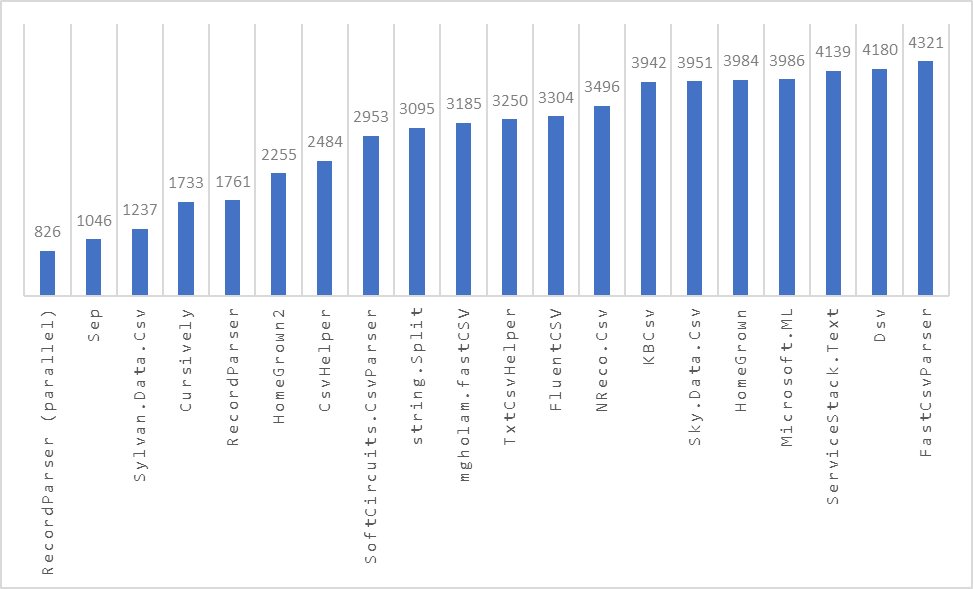 826
1046
1237
1733
1761
2255
2484
2953
3095
3185
3250
3304
3496
3942
3951
3984
3986
4139
4180
4321
RecordParser (parallel)
Sep
Sylvan.Data.Csv
Cursively
RecordParser
HomeGrown2
CsvHelper
SoftCircuits.CsvParser
string.Split
mgholam.fastCSV
TxtCsvHelper
FluentCSV
NReco.Csv
KBCsv
Sky.Data.Csv
HomeGrown
Microsoft.ML
ServiceStack.Text
Dsv
FastCsvParser